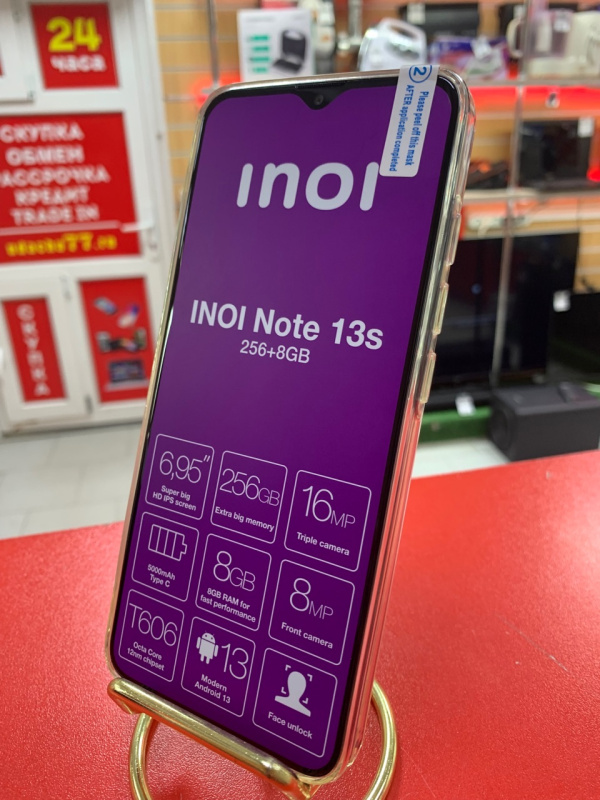 24
часа
СКУПКА
ОБМЕН
РАССРОЧКА
КРЕДИТ
TRADE IN
СКУПКА
2
Please peel off this mask
AFTER application completed
INOI
INOI Note 13s
256+8GB
6,95"
Super big
HD IPS screen
256GB
Extra big memory
16MP
Triple camera
5000mAh
Type C
8GB
8GB RAM for
fast performance
8MP
Front camera
T606
Octa Core
12nm chipset
13
Modern
Android 13
Face unlock